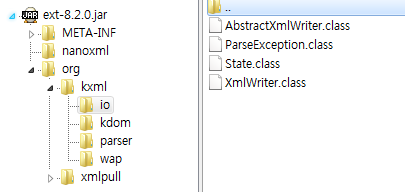 ext-8.2.0.jar
META-INF
nanoxml
org
kxml
io
kdom
parser
wap
xmlpull
..
AbstractXmlWriter.class
ParseException.class
State.class
XmlWriter.class